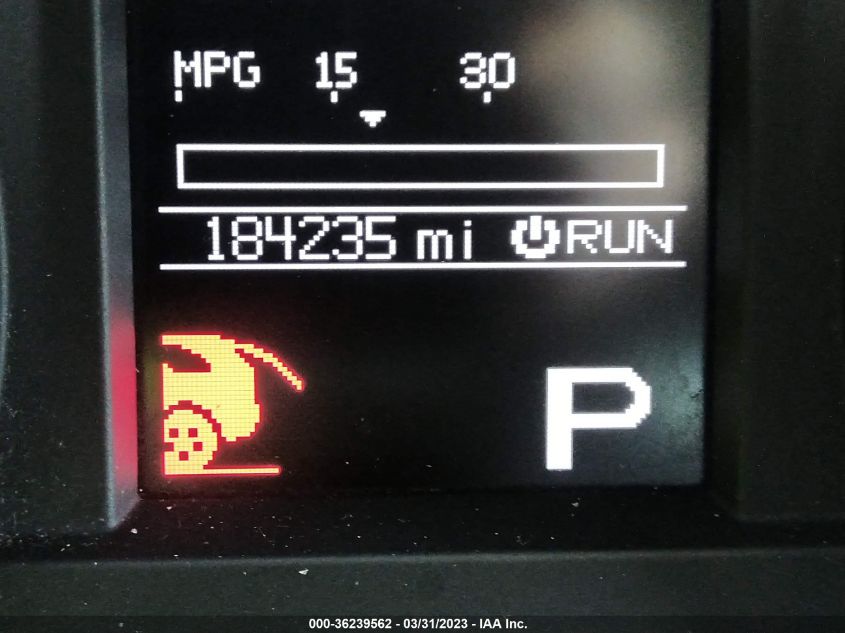 MPG 15 30
184235 mi RUN
P
000-36239562 - 03/31/2023 - IAA Inc.